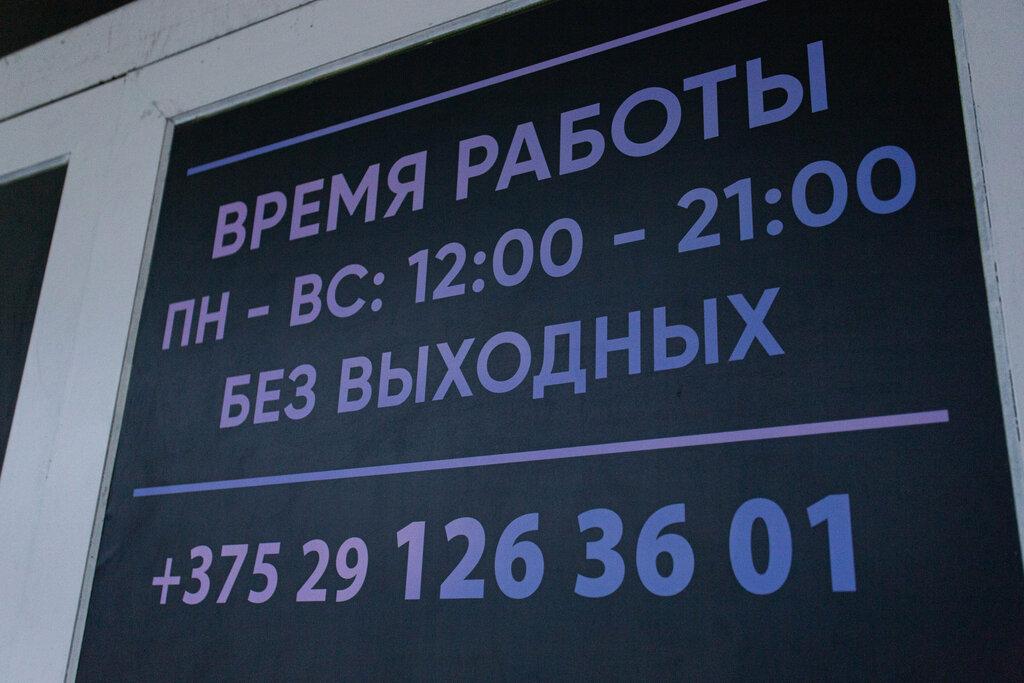 ВРЕМЯ РАБОТЫ
ПН - ВС: 12:00 - 21:00
БЕЗ ВЫХОДНЫХ
+375 29 126 36 01